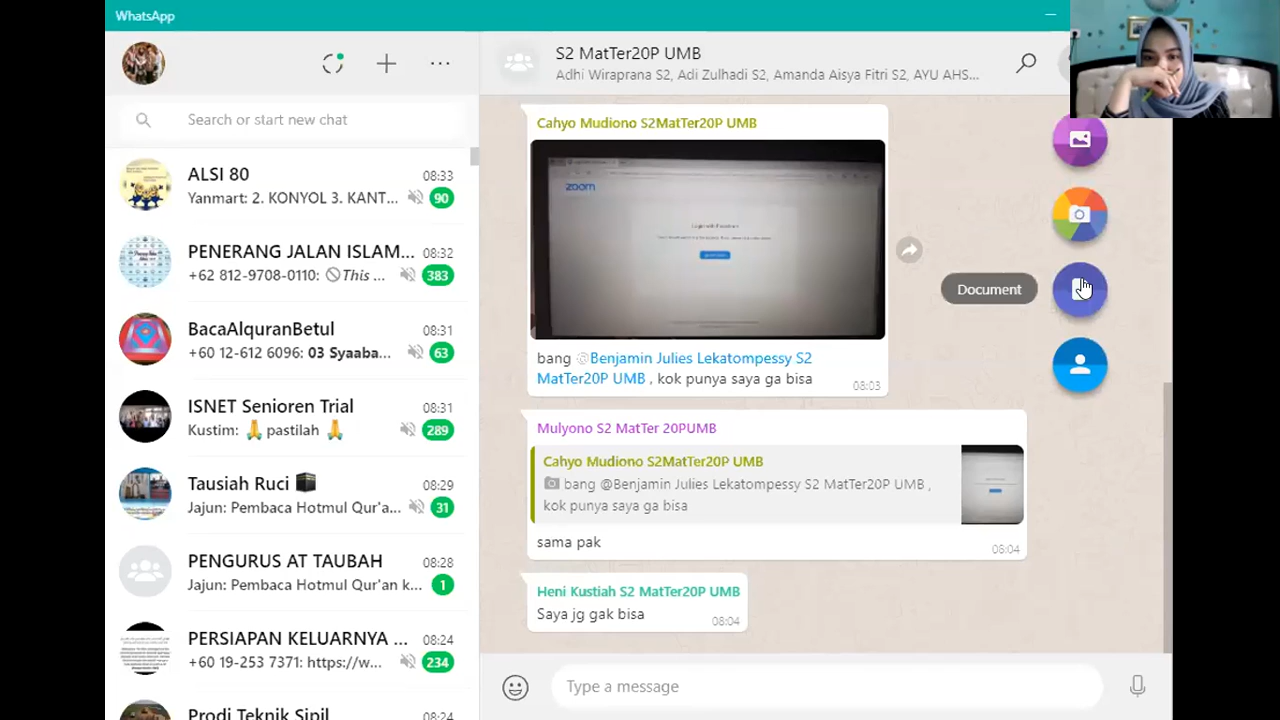 WhatsApp
Search or start new chat
ALSI 80 08:33
Yanmart: 2. KONYOL 3. KANT... 90
PENERANG JALAN ISLAM... 08:32
+62 812-9708-0110: This ... 383
BacaAlquranBetul 08:31
+60 12-612 6096: 03 Syaaba... 63
ISNET Senioren Trial 08:31
Kustim: 🙏 pastilah 🙏 289
Tausiah Ruci 🕋 08:29
Jajun: Pembaca Hotmul Qur'a... 31
PENGURUS AT TAUBAH 08:28
Jajun: Pembaca Hotmul Qur'an k... 1
PERSIAPAN KELUARNYA ... 08:24
+60 19-253 7371: https://w... 234
Prodi Teknik Sipil 08:24
S2 MatTer20P UMB
Adhi Wiraprana S2, Adi Zulhadi S2, Amanda Aisya Fitri S2, AYU AHS...
Cahyo Mudiono S2MatTer20P UMB
zoom
bang @Benjamin Julies Lekatompessy S2
MatTer20P UMB , kok punya saya ga bisa
08:03
Document
Mulyono S2 MatTer 20PUMB
Cahyo Mudiono S2MatTer20P UMB
bang @Benjamin Julies Lekatompessy S2 MatTer20P UMB ,
kok punya saya ga bisa
sama pak
08:04
Heni Kustiah S2 MatTer20P UMB
Saya jg gak bisa
08:04
Type a message